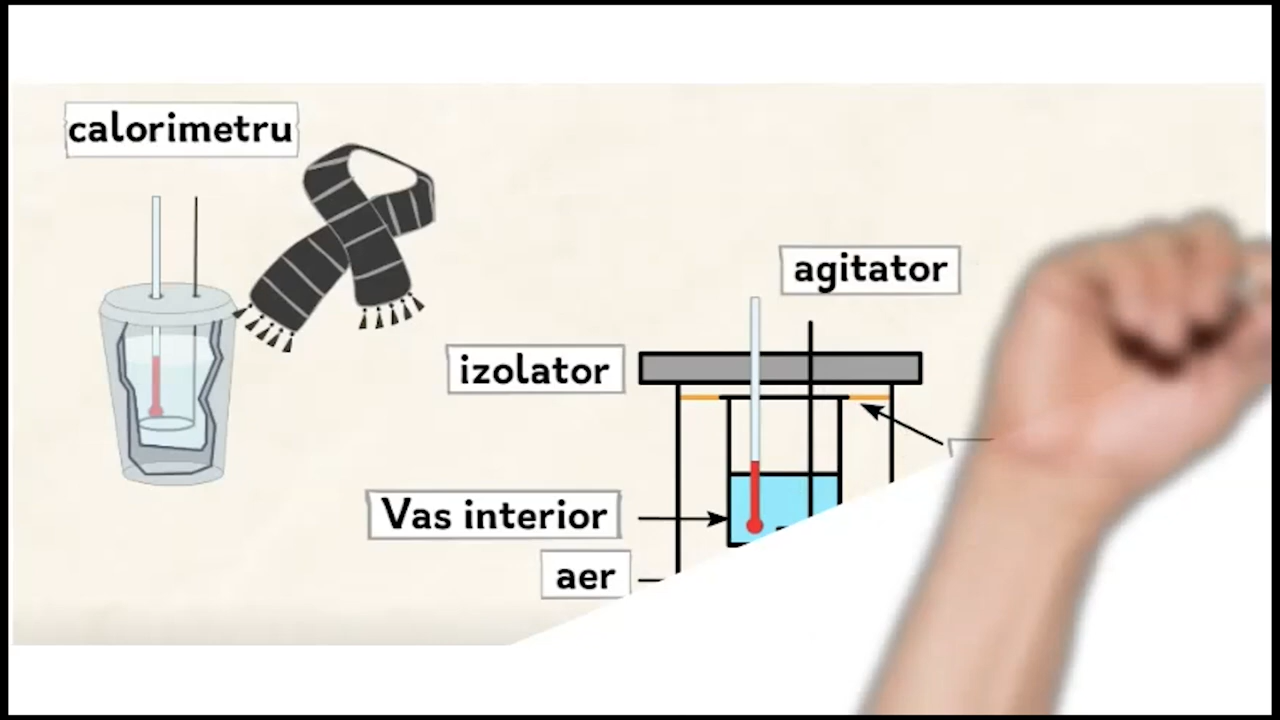 calorimetru
agitator
izolator
Vas interior
aer